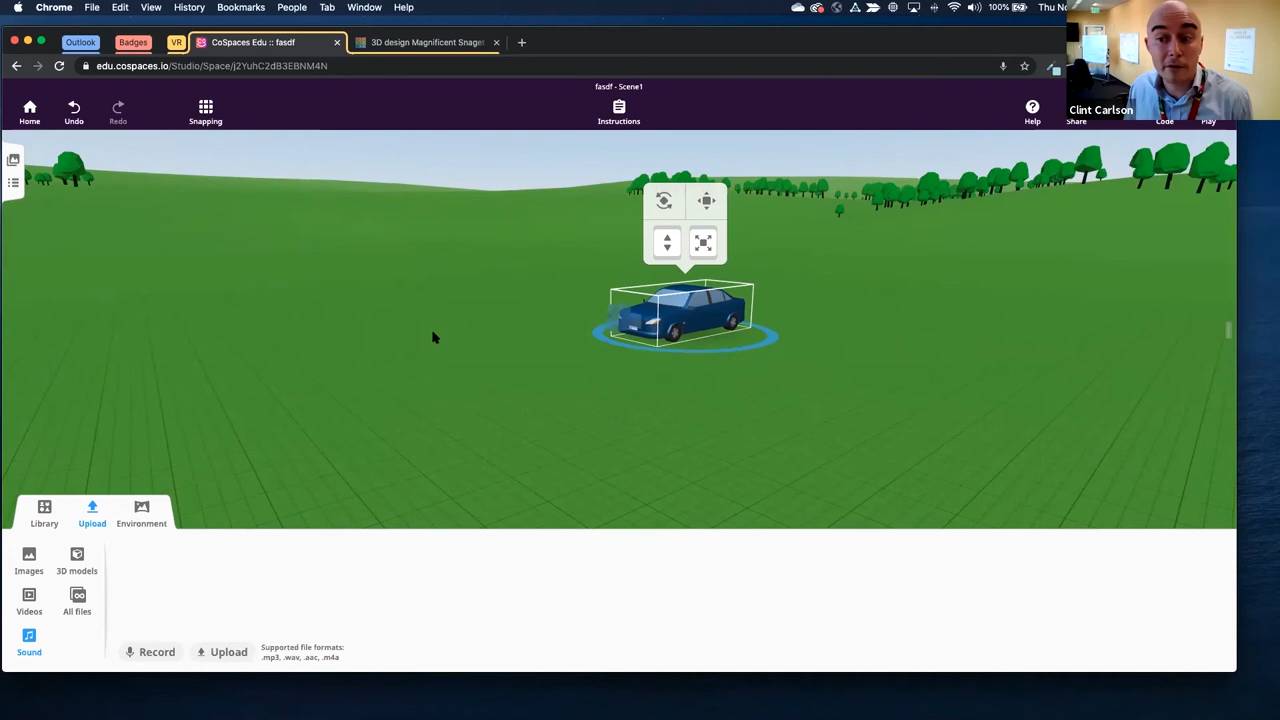 Chrome File Edit View History Bookmarks People Tab Window Help 100% Thu No
Outlook Badges VR CoSpaces Edu :: fasdf 3D design Magnificent Snaget
edu.cospaces.io/Studio/Space/j2YuhC2dB3EBNM4N
Clint Carlson
fasdf - Scene1
Home Undo Redo Snapping Instructions Help Share Code Play
Library Upload Environment
Images 3D models
Videos All files
Sound
Record Upload
Supported file formats:
.mp3, .wav, .aac, .m4a